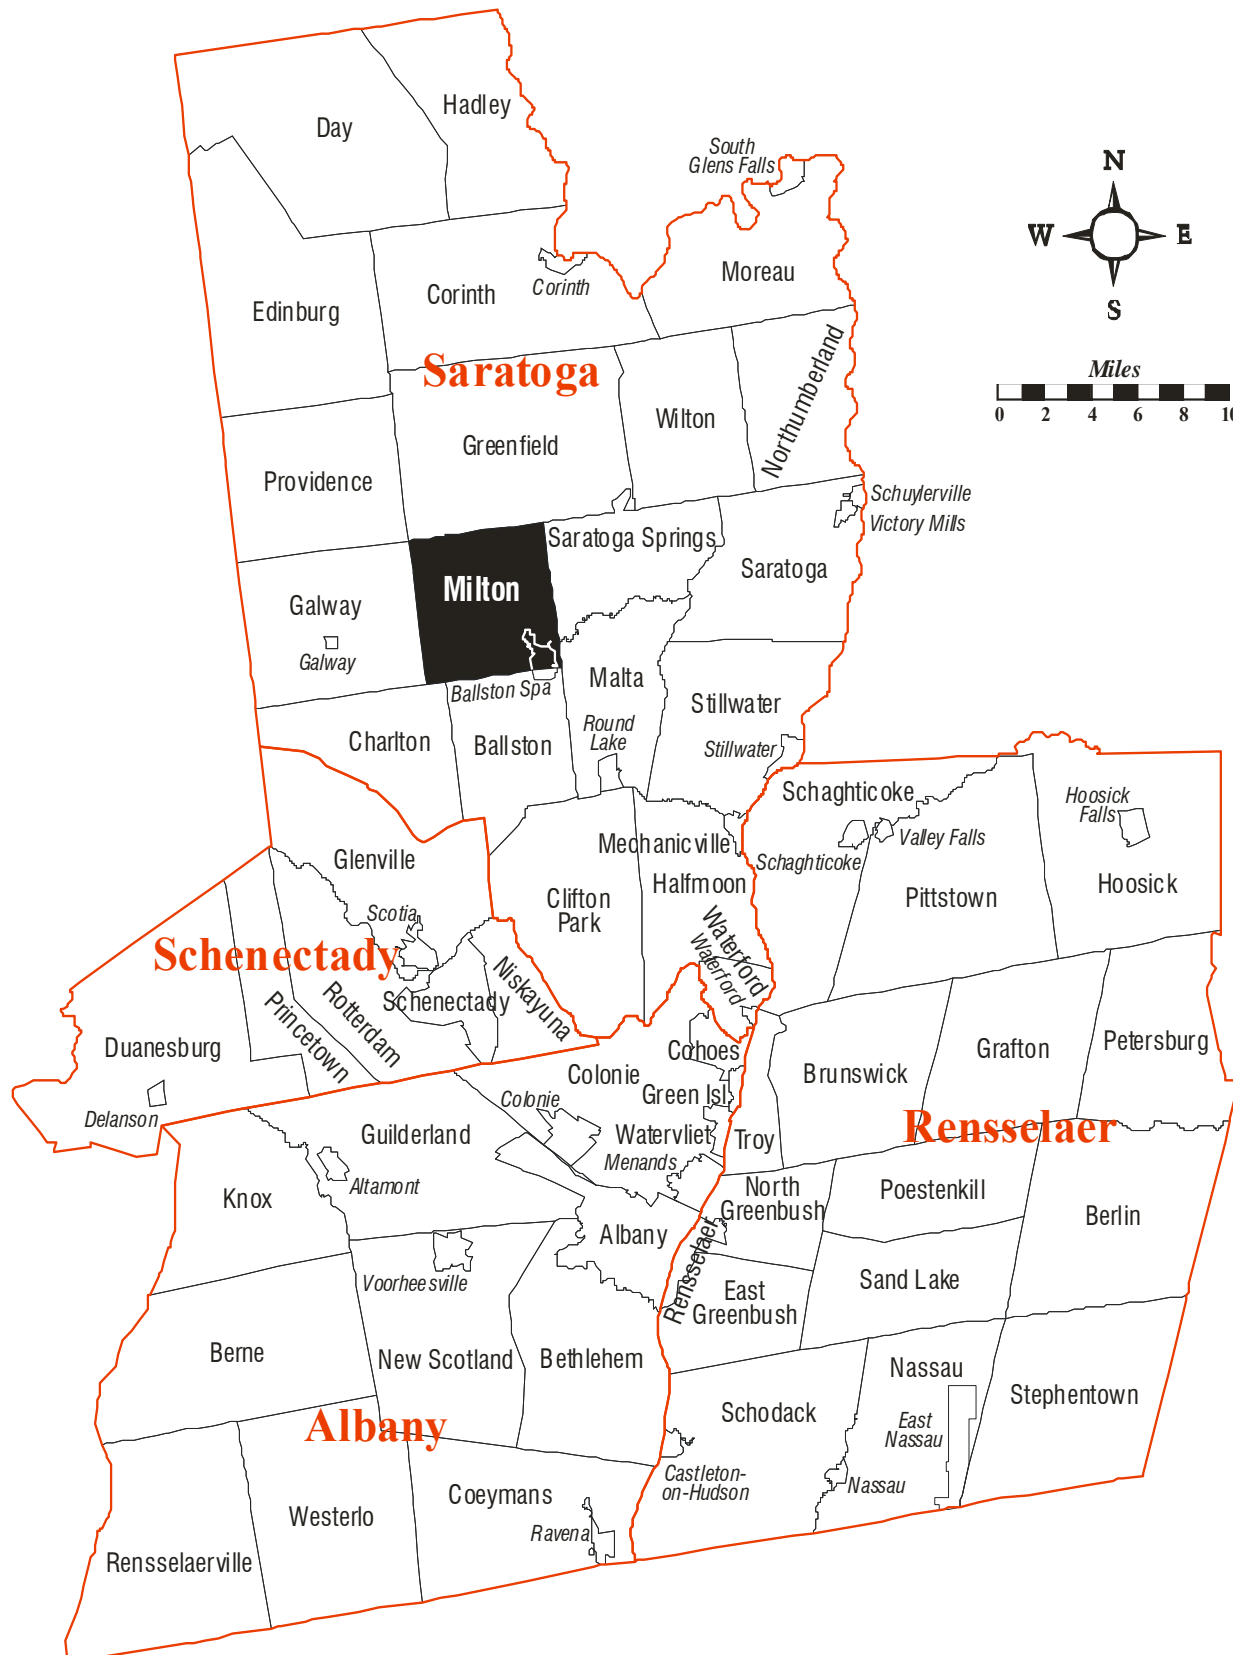 Hadley
Day
South
Glens Falls
N
W
E
S
Moreau
Corinth
Corinth
Edinburg
Miles
0 2 4 6 8 10
Saratoga
Northumberland
Wilton
Greenfield
Providence
Schuylerville
Victory Mills
Saratoga Springs
Saratoga
Milton
Galway
Galway
Malta
Ballston Spa
Stillwater
Round
Lake
Stillwater
Charlton
Ballston
Schaghticoke
Hoosick
Falls
Valley Falls
Mechanicville
Schaghticoke
Glenville
Halfmoon
Hoosick
Pittstown
Clifton
Park
Scotia
Waterford
Waterford
Schenectady
Niskayuna
Schenectady
Rotterdam
Princetown
Duanesburg
Cohoes
Grafton
Petersburg
Colonie
Brunswick
Green Isl
Colonie
Delanson
Guilderland
Watervliet
Troy
Rensselaer
Menands
Altamont
Knox
North
Greenbush
Poestenkill
Berlin
Albany
Rensselaer
Voorheesville
Sand Lake
East
Greenbush
Berne
New Scotland
Bethlehem
Nassau
Stephentown
Albany
Schodack
East
Nassau
Castleton-
on-Hudson
Nassau
Coeymans
Westerlo
Ravena
Rensselaerville